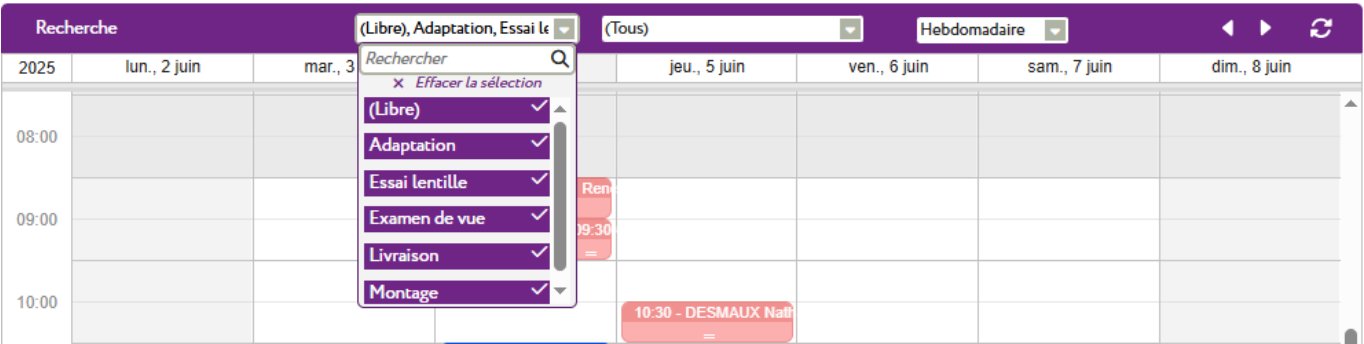 Recherche (Libre), Adaptation, Essai le (Tous) Hebdomadaire
2025 lun., 2 juin mar., 3 jeu., 5 juin ven., 6 juin sam., 7 juin dim., 8 juin
Rechercher
× Effacer la sélection
(Libre)
08:00
Adaptation
Essai lentille
09:00
Examen de vue
09:30
Livraison
10:00
Montage
10:30 - DESMAUX Nath